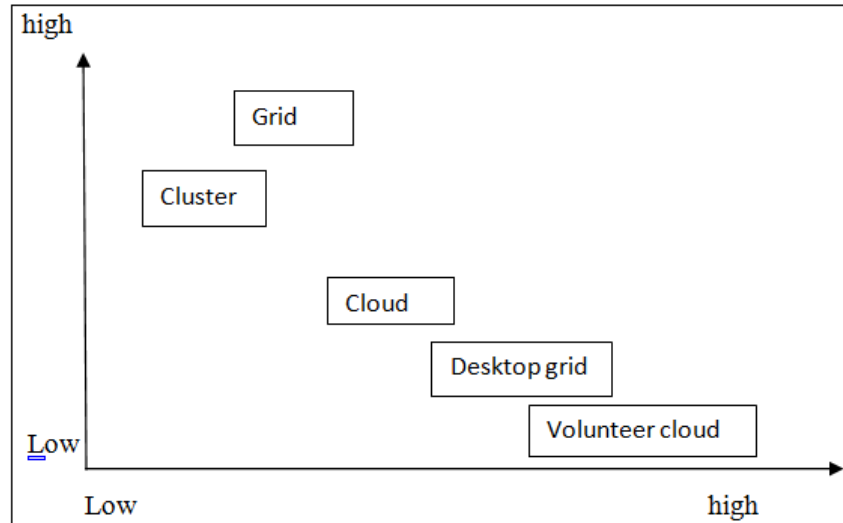 high
Grid
Cluster
Cloud
Desktop grid
Volunteer cloud
Low
Low
high